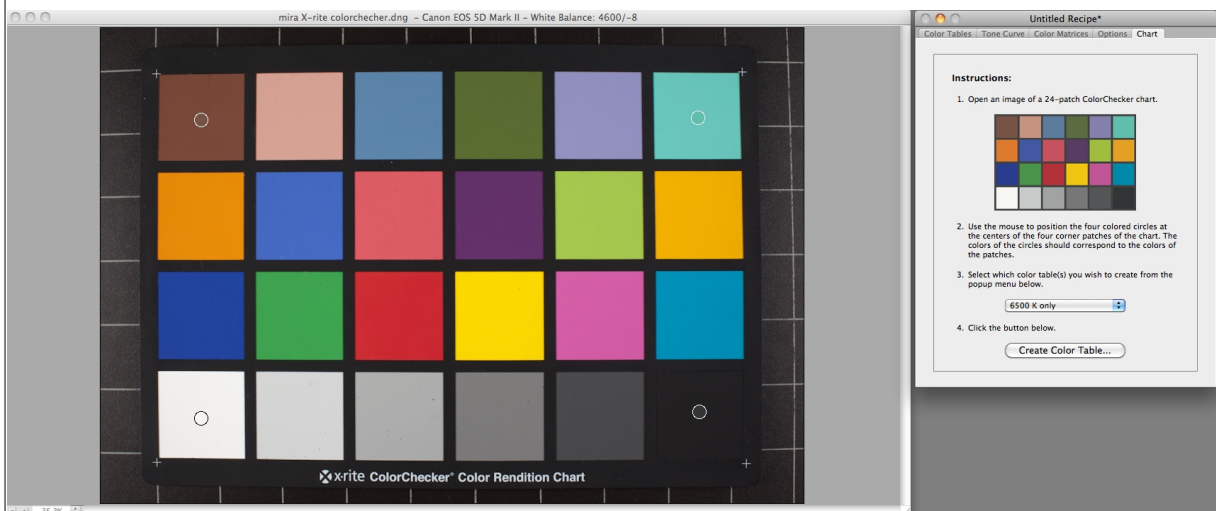 mira X-rite colorchecher.dng – Canon EOS 5D Mark II – White Balance: 4600/-8
x·rite ColorChecker® Color Rendition Chart
Untitled Recipe*
Color Tables Tone Curve Color Matrices Options Chart
Instructions:
1. Open an image of a 24-patch ColorChecker chart.
2. Use the mouse to position the four colored circles at
the centers of the four corner patches of the chart. The
colors of the circles should correspond to the colors of
the patches.
3. Select which color table(s) you wish to create from the
popup menu below.
6500 K only
4. Click the button below.
Create Color Table...